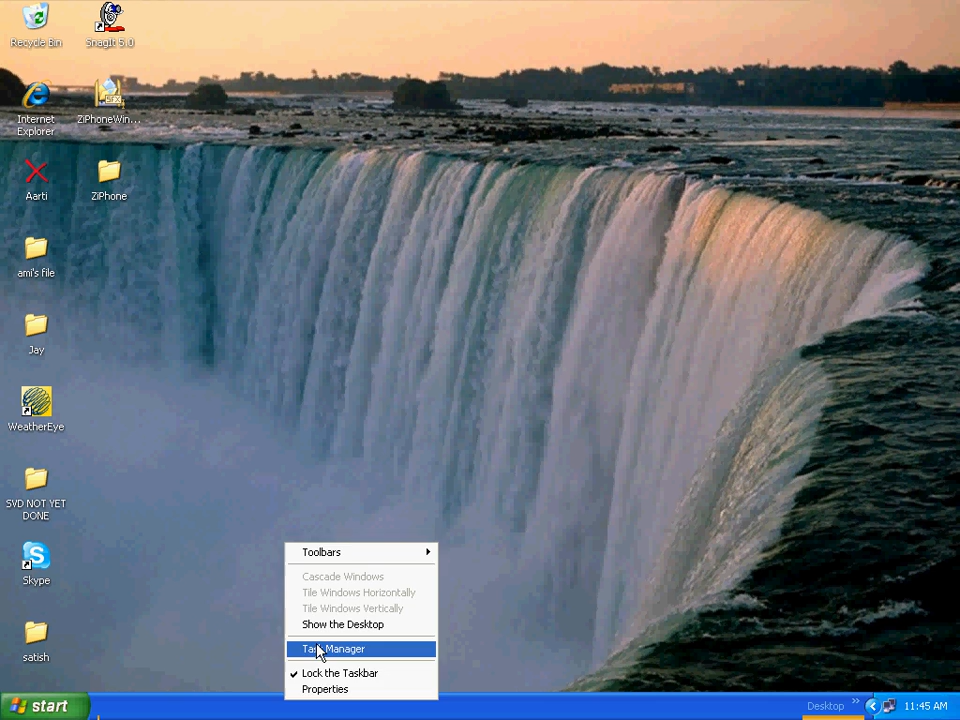 Recycle Bin
SnagIt 5.0
Internet
Explorer
SFX
ZiPhoneWin...
Aarti
ZiPhone
ami's file
Jay
WeatherEye
SVD NOT YET
DONE
Skype
satish
Toolbars
Cascade Windows
Tile Windows Horizontally
Tile Windows Vertically
Show the Desktop
Task Manager
Lock the Taskbar
Properties
start
Desktop
11:45 AM